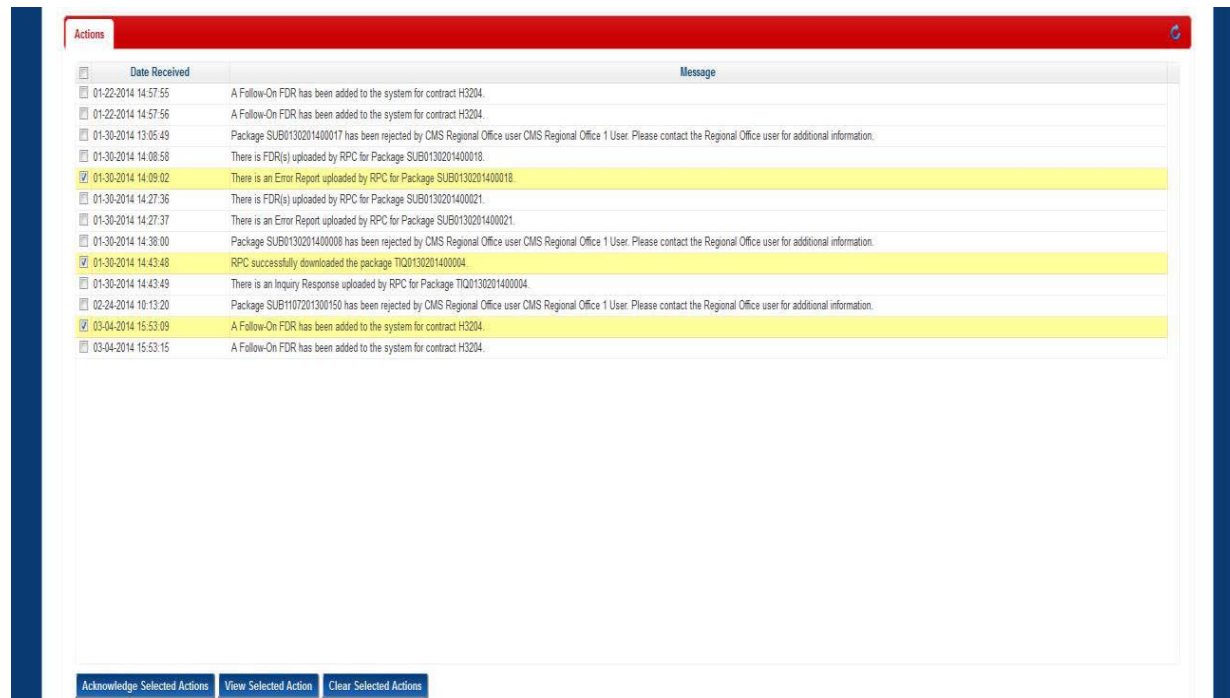 Actions
Date Received Message
01-22-2014 14:57:55 A Follow-On FDR has been added to the system for contract H3204.
01-22-2014 14:57:56 A Follow-On FDR has been added to the system for contract H3204.
01-30-2014 13:05:49 Package SUB0130201400017 has been rejected by CMS Regional Office user CMS Regional Office 1 User. Please contact the Regional Office user for additional information.
01-30-2014 14:08:58 There is FDR(s) uploaded by RPC for Package SUB0130201400018.
01-30-2014 14:09:02 There is an Error Report uploaded by RPC for Package SUB0130201400018.
01-30-2014 14:27:36 There is FDR(s) uploaded by RPC for Package SUB0130201400021.
01-30-2014 14:27:37 There is an Error Report uploaded by RPC for Package SUB0130201400021.
01-30-2014 14:38:00 Package SUB0130201400008 has been rejected by CMS Regional Office user CMS Regional Office 1 User. Please contact the Regional Office user for additional information.
01-30-2014 14:43:48 RPC successfully downloaded the package TIQ0130201400004.
01-30-2014 14:43:49 There is an Inquiry Response uploaded by RPC for Package TIQ0130201400004.
02-24-2014 10:13:20 Package SUB1107201300150 has been rejected by CMS Regional Office user CMS Regional Office 1 User. Please contact the Regional Office user for additional information.
03-04-2014 15:53:09 A Follow-On FDR has been added to the system for contract H3204.
03-04-2014 15:53:15 A Follow-On FDR has been added to the system for contract H3204.
Acknowledge Selected Actions View Selected Action Clear Selected Actions